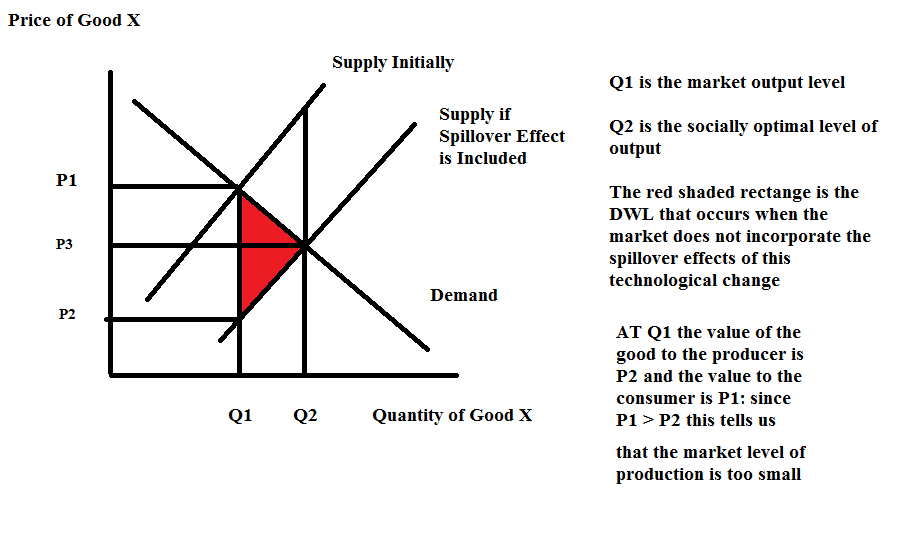 Price of Good X
Supply Initially
Supply if
Spillover Effect
is Included
P1
P3
P2
Demand
Q1
Q2
Quantity of Good X
Q1 is the market output level
Q2 is the socially optimal level of
output
The red shaded rectange is the
DWL that occurs when the
market does not incorporate the
spillover effects of this
technological change
AT Q1 the value of the
good to the producer is
P2 and the value to the
consumer is P1: since
P1 > P2 this tells us
that the market level of
production is too small